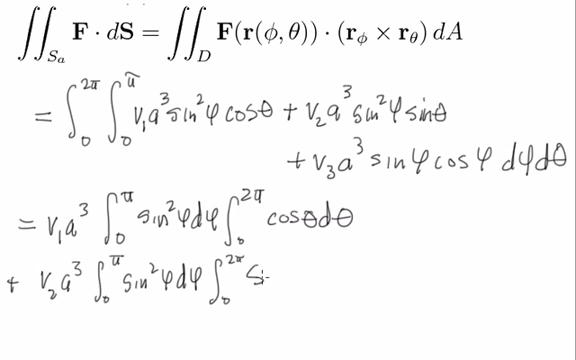 ∬_{S_a} F · dS = ∬_D F(r(ϕ, θ)) · (r_ϕ × r_θ) dA
= ∫_0^{2π} ∫_0^π v_1 a^3 sin^2 φ cos θ + v_2 a^3 sin^2 φ sin θ
+ v_3 a^3 sin φ cos φ dφ dθ
= v_1 a^3 ∫_0^π sin^2 φ dφ ∫_0^{2π} cos θ dθ
+ v_2 a^3 ∫_0^π sin^2 φ dφ ∫_0^{2π} si